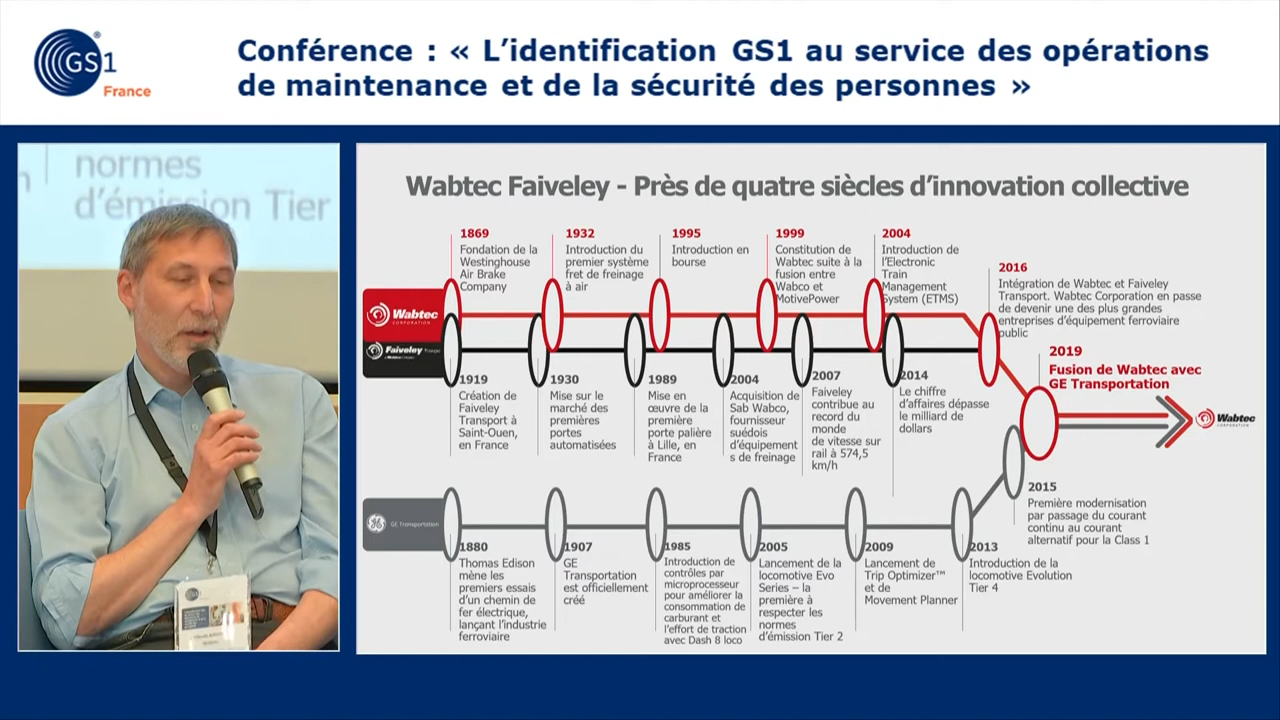 GS1
France
Conférence : « L’identification GS1 au service des opérations
de maintenance et de la sécurité des personnes »
normes
d’émission Tier
Wabtec Faiveley - Près de quatre siècles d’innovation collective
1869
Fondation de la
Westinghouse
Air Brake
Company
1932
Introduction du
premier système
fret de freinage
à air
1995
Introduction en
bourse
1999
Constitution de
Wabtec suite à la
fusion entre
Wabco et
MotivePower
2004
Introduction de
l’Electronic
Train
Management
System (ETMS)
2016
Intégration de Wabtec et Faiveley
Transport. Wabtec Corporation en passe
de devenir une des plus grandes
entreprises d’équipement ferroviaire
public
2019
Fusion de Wabtec avec
GE Transportation
Wabtec
CORPORATION
Faiveley
Wabtec
CORPORATION
1919
Création de
Faiveley
Transport à
Saint-Ouen,
en France
1930
Mise sur le
marché des
premières
portes
automatisées
1989
Mise en
œuvre de la
première
porte palière
à Lille, en
France
2004
Acquisition de
Sab Wabco,
fournisseur
suédois
d’équipement
s de freinage
2007
Faiveley
contribue au
record du
monde
de vitesse sur
rail à 574,5
km/h
2014
Le chiffre
d’affaires dépasse
le milliard de
dollars
2015
Première modernisation
par passage du courant
continu au courant
alternatif pour la Class 1
GE Transportation
1880
Thomas Edison
mène les
premiers essais
d’un chemin de
fer électrique,
lançant l’industrie
ferroviaire
1907
GE
Transportation
est officiellement
créé
1985
Introduction de
contrôles par
microprocesseur
pour améliorer la
consommation de
carburant et
l’effort de traction
avec Dash 8 loco
2005
Lancement de la
locomotive Evo
Series – la
première à
respecter les
normes
d’émission Tier 2
2009
Lancement de
Trip Optimizer™
et de
Movement Planner
2013
Introduction de la
locomotive Evolution
Tier 4